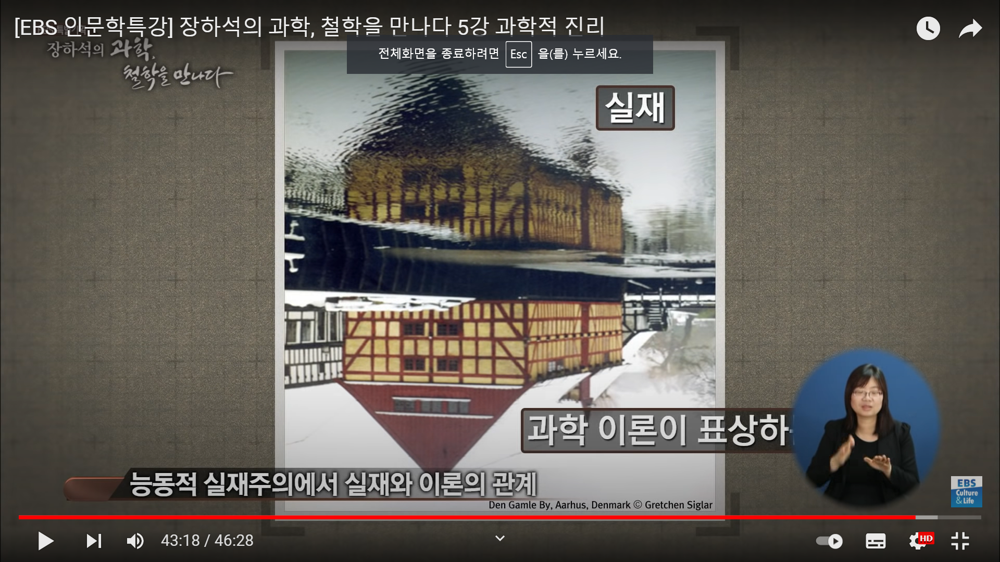 [EBS 인문학특강] 장하석의 과학, 철학을 만나다 5강 과학적 진리
장하석의 과학,
철학을 만나다
전체화면을 종료하려면 Esc 을(를) 누르세요.
실재
과학 이론이 표상하
능동적 실재주의에서 실재와 이론의 관계
Den Gamle By, Aarhus, Denmark © Gretchen Siglar
EBS
Culture
& Life
43:18 / 46:28
HD